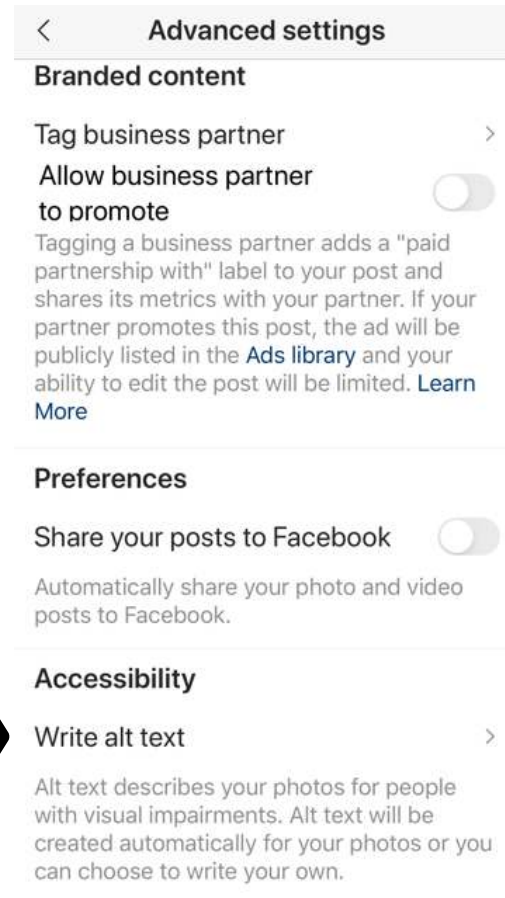 Advanced settings
Branded content
Tag business partner
Allow business partner
to promote
Tagging a business partner adds a "paid
partnership with" label to your post and
shares its metrics with your partner. If your
partner promotes this post, the ad will be
publicly listed in the Ads library and your
ability to edit the post will be limited. Learn
More
Preferences
Share your posts to Facebook
Automatically share your photo and video
posts to Facebook.
Accessibility
Write alt text
Alt text describes your photos for people
with visual impairments. Alt text will be
created automatically for your photos or you
can choose to write your own.